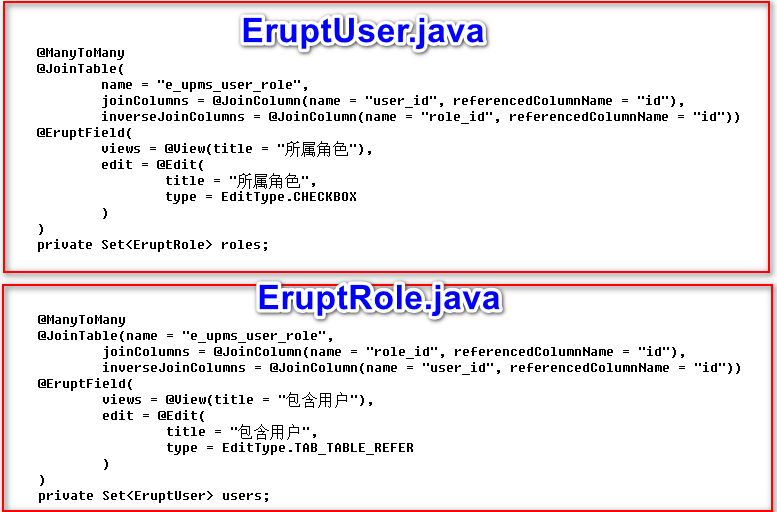 EruptUser.java
@ManyToMany
@JoinTable(
name = "e_upms_user_role",
joinColumns = @JoinColumn(name = "user_id", referencedColumnName = "id"),
inverseJoinColumns = @JoinColumn(name = "role_id", referencedColumnName = "id"))
@EruptField(
views = @View(title = "所属角色"),
edit = @Edit(
title = "所属角色",
type = EditType.CHECKBOX
)
)
private Set<EruptRole> roles;
EruptRole.java
@ManyToMany
@JoinTable(name = "e_upms_user_role",
joinColumns = @JoinColumn(name = "role_id", referencedColumnName = "id"),
inverseJoinColumns = @JoinColumn(name = "user_id", referencedColumnName = "id"))
@EruptField(
views = @View(title = "包含用户"),
edit = @Edit(
title = "包含用户",
type = EditType.TAB_TABLE_REFER
)
)
private Set<EruptUser> users;